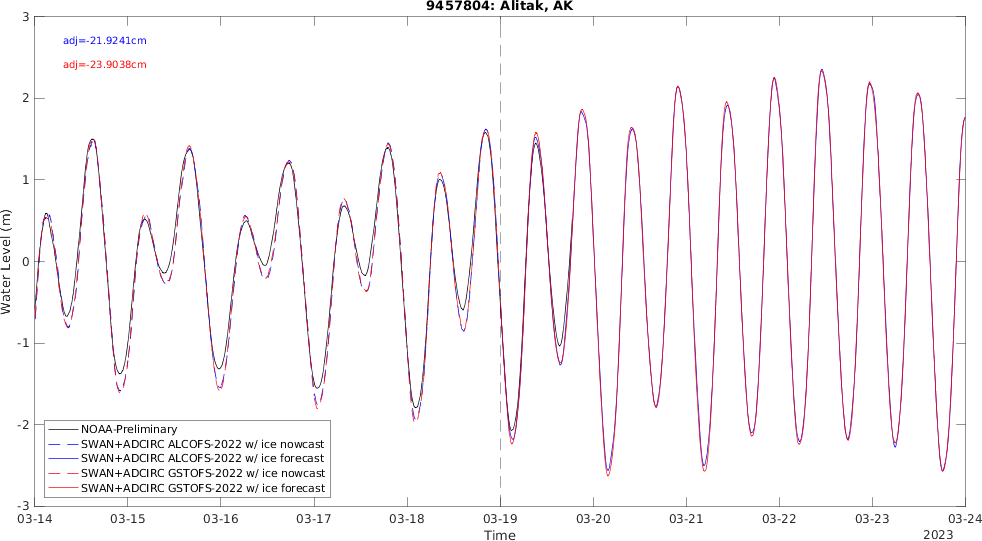 9457804: Alitak, AK
adj=-21.9241cm
adj=-23.9038cm
Water Level (m)
3
2
1
0
-1
-2
-3
NOAA-Preliminary
SWAN+ADCIRC ALCOFS-2022 w/ ice nowcast
SWAN+ADCIRC ALCOFS-2022 w/ ice forecast
SWAN+ADCIRC GSTOFS-2022 w/ ice nowcast
SWAN+ADCIRC GSTOFS-2022 w/ ice forecast
03-14 03-15 03-16 03-17 03-18 03-19 03-20 03-21 03-22 03-23 03-24
Time
2023